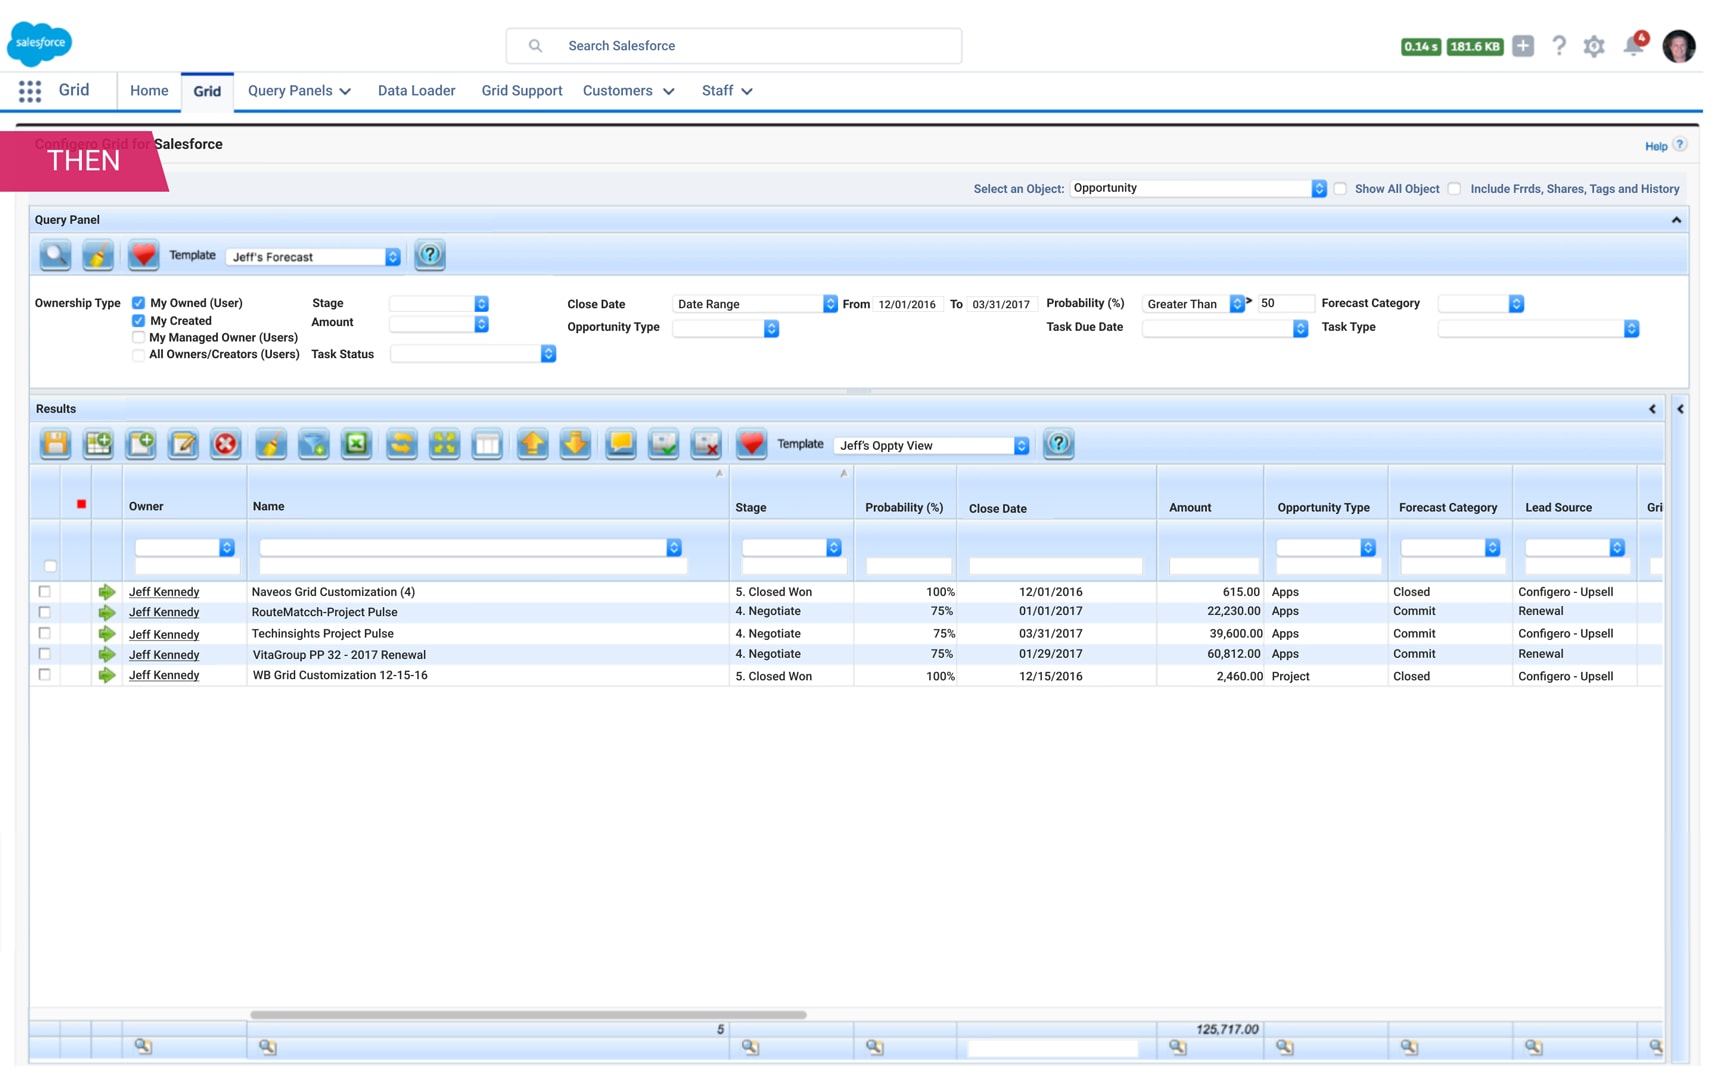 salesforce
Search Salesforce
0.14 s 181.6 KB
4
Grid Home Grid Query Panels Data Loader Grid Support Customers Staff
Configero Grid for Salesforce
THEN
Help ?
Select an Object: Opportunity Show All Object Include Frrds, Shares, Tags and History
Query Panel
Template Jeff's Forecast ?
Ownership Type My Owned (User) Stage Close Date Date Range From 12/01/2016 To 03/31/2017 Probability (%) Greater Than > 50 Forecast Category
My Created Amount Opportunity Type Task Due Date Task Type
My Managed Owner (Users)
All Owners/Creators (Users) Task Status
Results
Template Jeff's Oppty View ?
Owner Name Stage Probability (%) Close Date Amount Opportunity Type Forecast Category Lead Source Gri
Jeff Kennedy Naveos Grid Customization (4) 5. Closed Won 100% 12/01/2016 615.00 Apps Closed Configero - Upsell
Jeff Kennedy RouteMatcch-Project Pulse 4. Negotiate 75% 01/01/2017 22,230.00 Apps Commit Renewal
Jeff Kennedy Techinsights Project Pulse 4. Negotiate 75% 03/31/2017 39,600.00 Apps Commit Configero - Upsell
Jeff Kennedy VitaGroup PP 32 - 2017 Renewal 4. Negotiate 75% 01/29/2017 60,812.00 Apps Commit Renewal
Jeff Kennedy WB Grid Customization 12-15-16 5. Closed Won 100% 12/15/2016 2,460.00 Project Closed Configero - Upsell
5 125,717.00